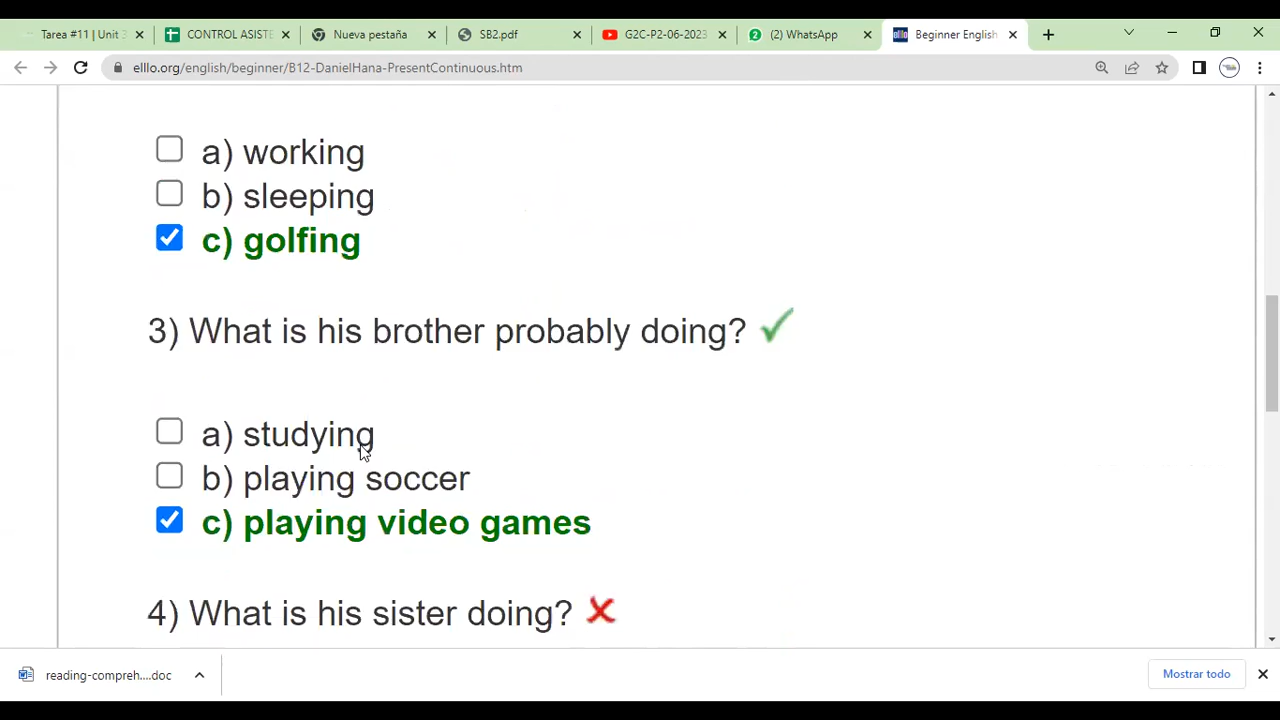 Tarea #11 | Unit
CONTROL ASISTE
Nueva pestaña
SB2.pdf
G2C-P2-06-2023
(2) WhatsApp
Beginner English
elllo.org/english/beginner/B12-DanielHana-PresentContinuous.htm
a) working
b) sleeping
c) golfing
3) What is his brother probably doing?
a) studying
b) playing soccer
c) playing video games
4) What is his sister doing?
reading-compreh....doc
Mostrar todo